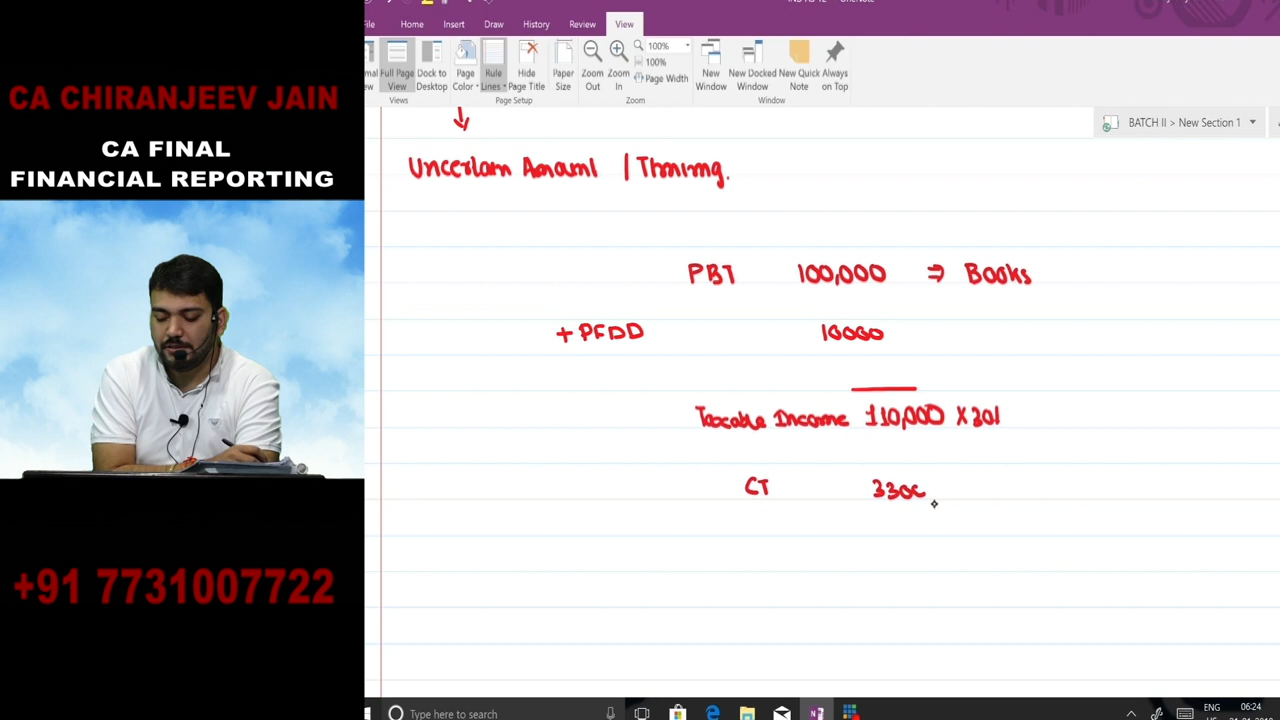 CA CHIRANJEEV JAIN
CA FINAL
FINANCIAL REPORTING
+91 7731007722
File Home Insert Draw History Review View
Full Page View Dock to Desktop Page Color Rule Lines Hide Page Title Paper Size Zoom Out Zoom In 100% 100% Page Width New Window New Docked Window New Quick Note Always on Top
Views Page Setup Zoom Window
BATCH II > New Section 1
Uncertain Amount | Timing.
PBT 100,000 ⇒ Books
+ PFDD 10000
Taxable Income 110,000 X 30%
CT 3300
Type here to search
ENG 06:24